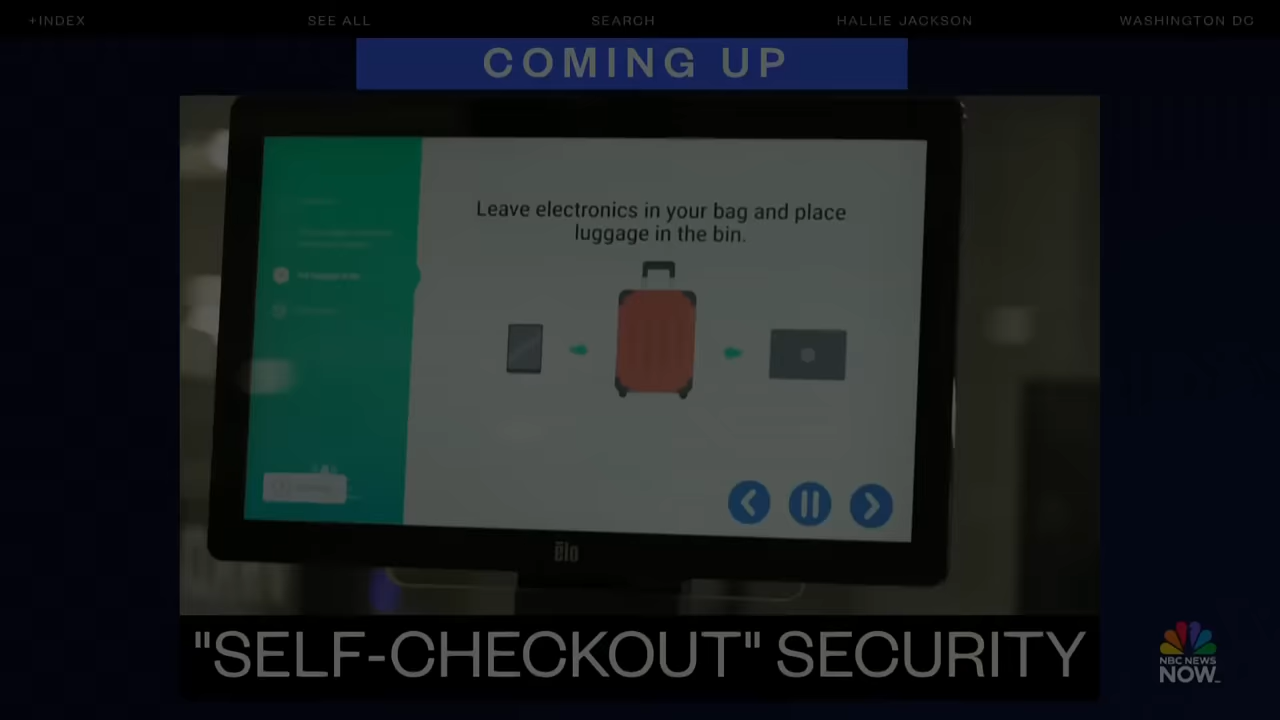 +INDEX
SEE ALL
SEARCH
HALLIE JACKSON
WASHINGTON DC
COMING UP
Leave electronics in your bag and place
luggage in the bin.
elo
"SELF-CHECKOUT" SECURITY
NBC NEWS
NOW